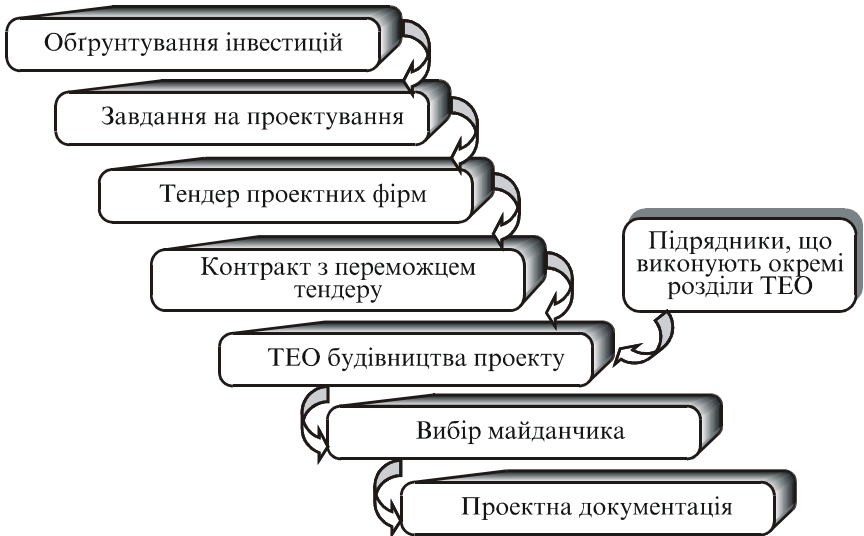 Обґрунтування інвестицій
Завдання на проектування
Тендер проектних фірм
Контракт з переможцем
тендеру
Підрядники, що
виконують окремі
розділи ТЕО
ТЕО будівництва проекту
Вибір майданчика
Проектна документація